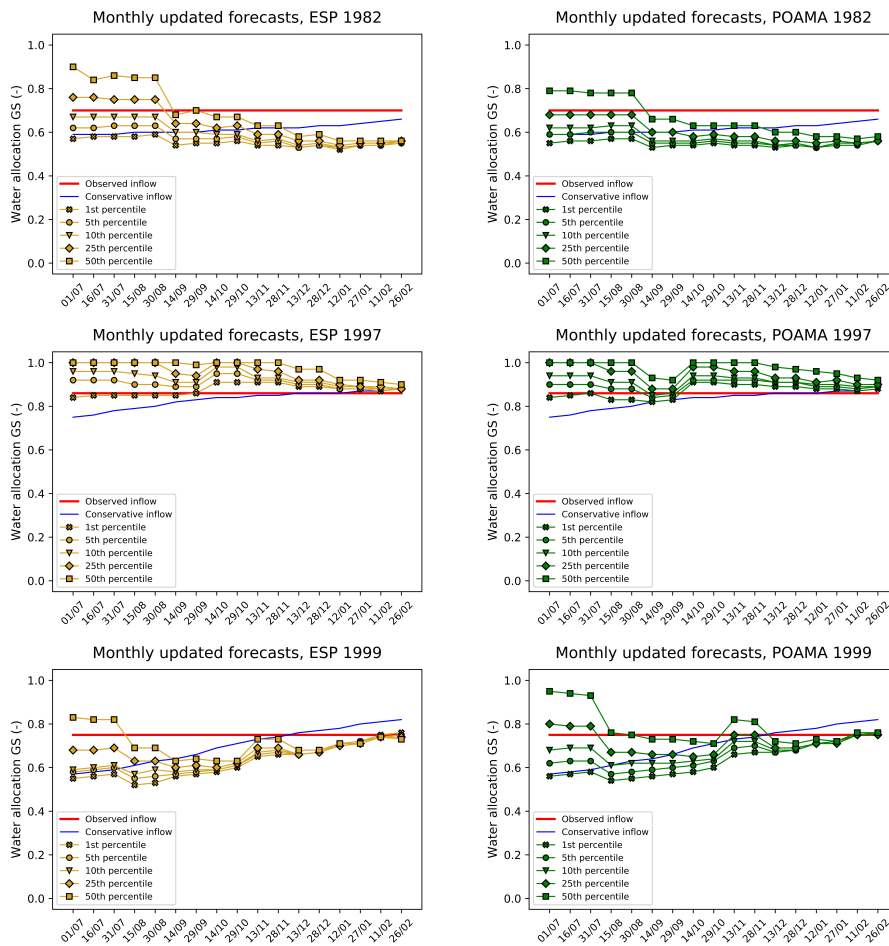 Monthly updated forecasts, ESP 1982
Water allocation GS (-)
1.0
0.8
0.6
0.4
0.2
0.0
Observed inflow
Conservative inflow
1st percentile
5th percentile
10th percentile
25th percentile
50th percentile
01/07 16/07 31/07 15/08 30/08 14/09 29/09 14/10 29/10 13/11 28/11 13/12 28/12 12/01 27/01 11/02 26/02
Monthly updated forecasts, POAMA 1982
Water allocation GS (-)
1.0
0.8
0.6
0.4
0.2
0.0
Observed inflow
Conservative inflow
1st percentile
5th percentile
10th percentile
25th percentile
50th percentile
01/07 16/07 31/07 15/08 30/08 14/09 29/09 14/10 29/10 13/11 28/11 13/12 28/12 12/01 27/01 11/02 26/02
Monthly updated forecasts, ESP 1997
Water allocation GS (-)
1.0
0.8
0.6
0.4
0.2
0.0
Observed inflow
Conservative inflow
1st percentile
5th percentile
10th percentile
25th percentile
50th percentile
01/07 16/07 31/07 15/08 30/08 14/09 29/09 14/10 29/10 13/11 28/11 13/12 28/12 12/01 27/01 11/02 26/02
Monthly updated forecasts, POAMA 1997
Water allocation GS (-)
1.0
0.8
0.6
0.4
0.2
0.0
Observed inflow
Conservative inflow
1st percentile
5th percentile
10th percentile
25th percentile
50th percentile
01/07 16/07 31/07 15/08 30/08 14/09 29/09 14/10 29/10 13/11 28/11 13/12 28/12 12/01 27/01 11/02 26/02
Monthly updated forecasts, ESP 1999
Water allocation GS (-)
1.0
0.8
0.6
0.4
0.2
0.0
Observed inflow
Conservative inflow
1st percentile
5th percentile
10th percentile
25th percentile
50th percentile
01/07 16/07 31/07 15/08 30/08 14/09 29/09 14/10 29/10 13/11 28/11 13/12 28/12 12/01 27/01 11/02 26/02
Monthly updated forecasts, POAMA 1999
Water allocation GS (-)
1.0
0.8
0.6
0.4
0.2
0.0
Observed inflow
Conservative inflow
1st percentile
5th percentile
10th percentile
25th percentile
50th percentile
01/07 16/07 31/07 15/08 30/08 14/09 29/09 14/10 29/10 13/11 28/11 13/12 28/12 12/01 27/01 11/02 26/02